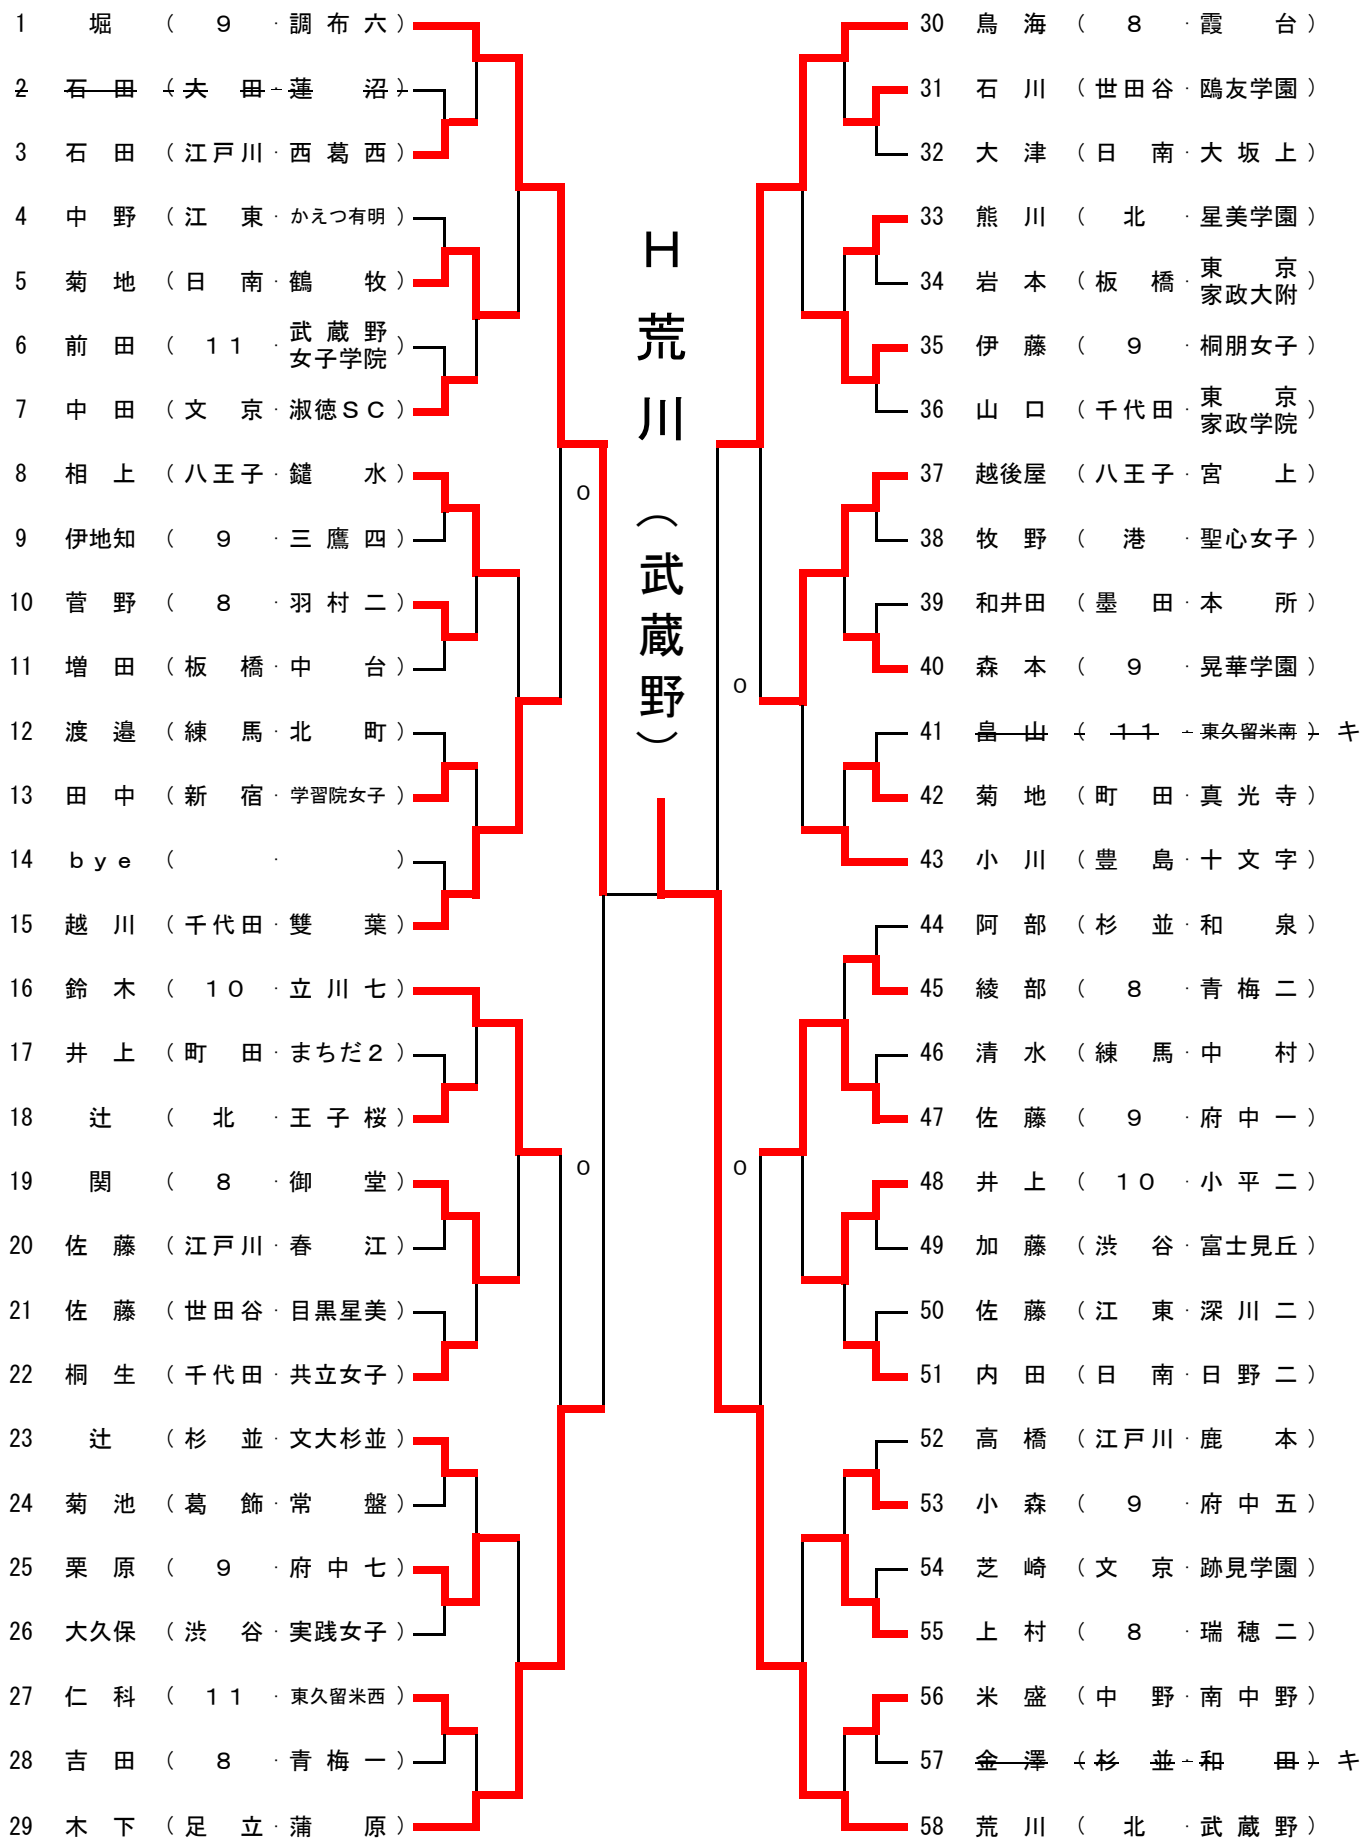 1 堀 ( 9 ・ 調布六 )
2 石田 ( 大田 ・ 蓮沼 )
3 石田 ( 江戸川 ・ 西葛西 )
4 中野 ( 江東 ・ かえつ有明 )
5 菊地 ( 日南 ・ 鶴牧 )
6 前田 ( 11 ・ 武蔵野女子学院 )
7 中田 ( 文京 ・ 淑徳SC )
8 相上 ( 八王子 ・ 鑓水 )
9 伊地知 ( 9 ・ 三鷹四 )
10 菅野 ( 8 ・ 羽村二 )
11 増田 ( 板橋 ・ 中台 )
12 渡邉 ( 練馬 ・ 北町 )
13 田中 ( 新宿 ・ 学習院女子 )
14 bye ( ・ )
15 越川 ( 千代田 ・ 雙葉 )
16 鈴木 ( 10 ・ 立川七 )
17 井上 ( 町田 ・ まちだ2 )
18 辻 ( 北 ・ 王子桜 )
19 関 ( 8 ・ 御堂 )
20 佐藤 ( 江戸川 ・ 春江 )
21 佐藤 ( 世田谷 ・ 目黒星美 )
22 桐生 ( 千代田 ・ 共立女子 )
23 辻 ( 杉並 ・ 文大杉並 )
24 菊池 ( 葛飾 ・ 常盤 )
25 栗原 ( 9 ・ 府中七 )
26 大久保 ( 渋谷 ・ 実践女子 )
27 仁科 ( 11 ・ 東久留米西 )
28 吉田 ( 8 ・ 青梅一 )
29 木下 ( 足立 ・ 蒲原 )
H荒川(武蔵野)
0
0
0
0
30 鳥海 ( 8 ・ 霞台 )
31 石川 ( 世田谷 ・ 鴎友学園 )
32 大津 ( 日南 ・ 大坂上 )
33 熊川 ( 北 ・ 星美学園 )
34 岩本 ( 板橋 ・ 東京家政大附 )
35 伊藤 ( 9 ・ 桐朋女子 )
36 山口 ( 千代田 ・ 東京家政学院 )
37 越後屋 ( 八王子 ・ 宮上 )
38 牧野 ( 港 ・ 聖心女子 )
39 和井田 ( 墨田 ・ 本所 )
40 森本 ( 9 ・ 晃華学園 )
41 畠山 ( 11 ・ 東久留米南 ) キ
42 菊地 ( 町田 ・ 真光寺 )
43 小川 ( 豊島 ・ 十文字 )
44 阿部 ( 杉並 ・ 和泉 )
45 綾部 ( 8 ・ 青梅二 )
46 清水 ( 練馬 ・ 中村 )
47 佐藤 ( 9 ・ 府中一 )
48 井上 ( 10 ・ 小平二 )
49 加藤 ( 渋谷 ・ 富士見丘 )
50 佐藤 ( 江東 ・ 深川二 )
51 内田 ( 日南 ・ 日野二 )
52 高橋 ( 江戸川 ・ 鹿本 )
53 小森 ( 9 ・ 府中五 )
54 芝崎 ( 文京 ・ 跡見学園 )
55 上村 ( 8 ・ 瑞穂二 )
56 米盛 ( 中野 ・ 南中野 )
57 金澤 ( 杉並 ・ 和田 ) キ
58 荒川 ( 北 ・ 武蔵野 )